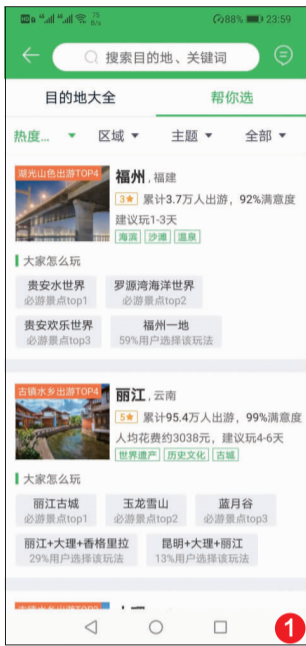 88% 23:59
搜索目的地、关键词
目的地大全 帮你选
热度... 区域 主题 全部
湖光山色出游TOP4
福州,福建
3★ 累计3.7万人出游，92%满意度
建议玩1-3天
海滨 沙滩 温泉
大家怎么玩
贵安水世界 罗源湾海洋世界
必游景点top1 必游景点top2
贵安欢乐世界 福州一地
必游景点top3 59%用户选择该玩法
古镇水乡出游TOP4
丽江,云南
5★ 累计95.4万人出游，99%满意度
人均花费约3038元，建议玩4-6天
世界遗产 历史文化 古城
大家怎么玩
丽江古城 玉龙雪山 蓝月谷
必游景点top1 必游景点top2 必游景点top3
丽江+大理+香格里拉 昆明+大理+丽江
29%用户选择该玩法 13%用户选择该玩法
1